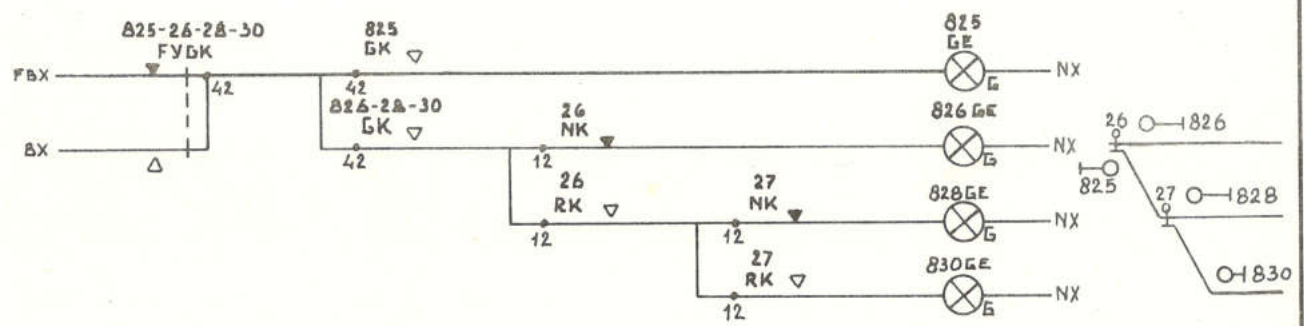 825-26-28-30
FYGK
825
GK
825
GE
FBX
42
42
G
NX
826-28-30
GK
26
NK
826 GE
BX
42
12
G
NX
26
826
825
26
RK
27
NK
828GE
27
828
12
12
G
NX
27
RK
830GE
830
12
G
NX